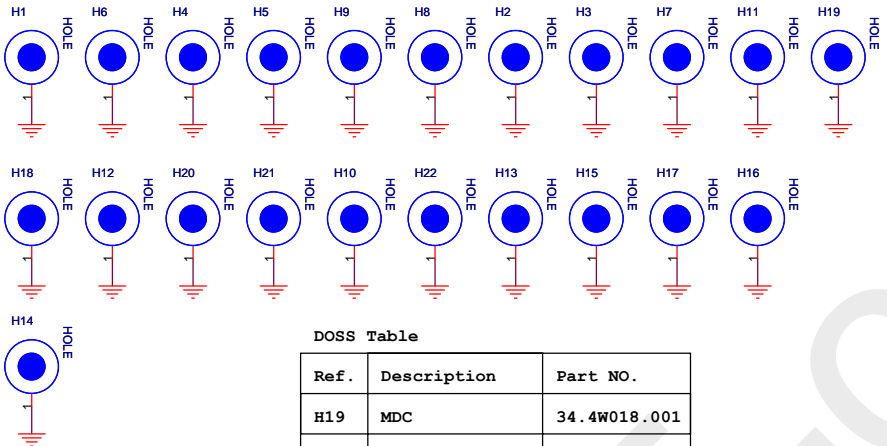 H1 H6 H4 H5 H9 H8 H2 H3 H7 H11 H19
HOLE HOLE HOLE HOLE HOLE HOLE HOLE HOLE HOLE HOLE HOLE
1 1 1 1 1 1 1 1 1 1 1
H18 H12 H20 H21 H10 H22 H13 H15 H17 H16
HOLE HOLE HOLE HOLE HOLE HOLE HOLE HOLE HOLE HOLE
1 1 1 1 1 1 1 1 1 1
H14
HOLE
1
DOSS Table
Ref. Description Part NO.
H19 MDC 34.4W018.001